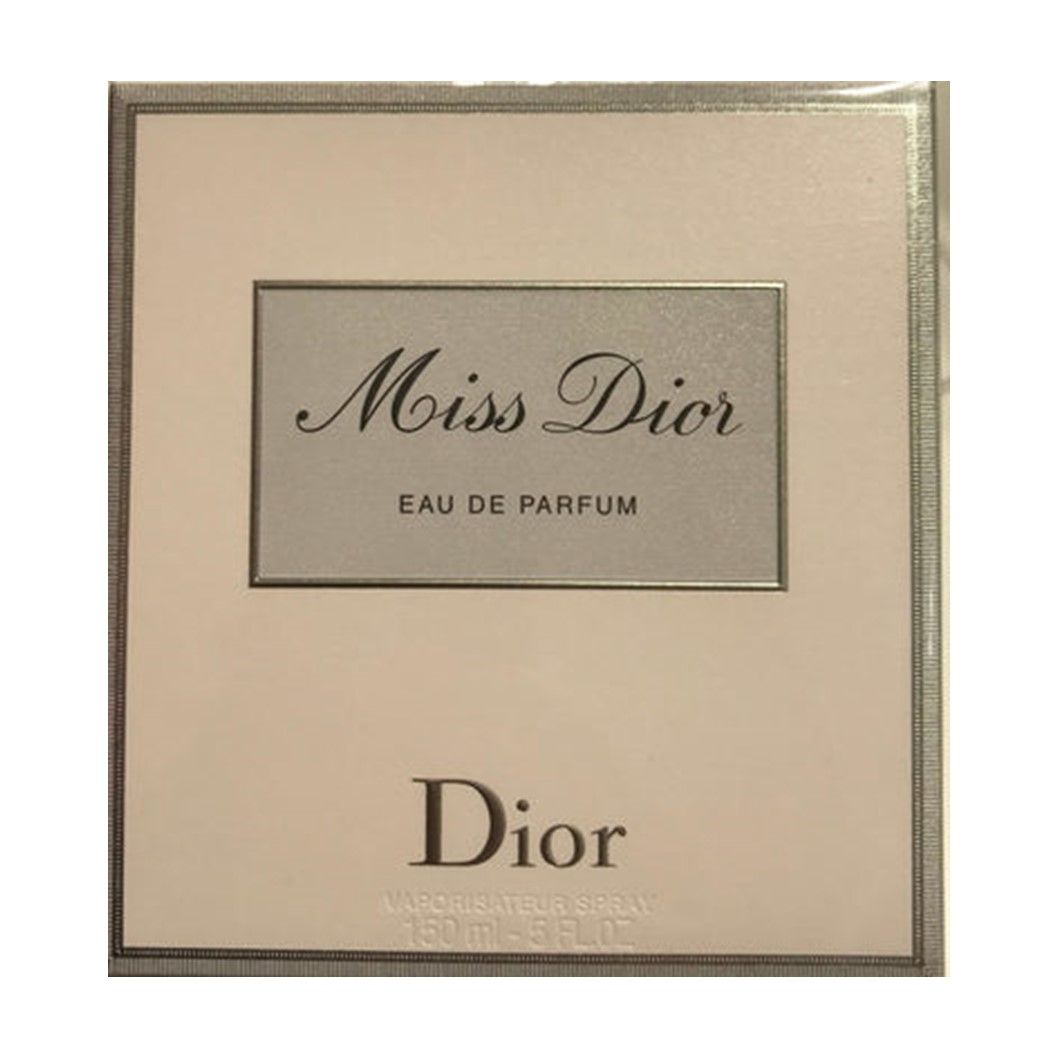 Miss Dior
EAU DE PARFUM
Dior
VAPORISATEUR SPRAY
150 ml - 5 FL.OZ